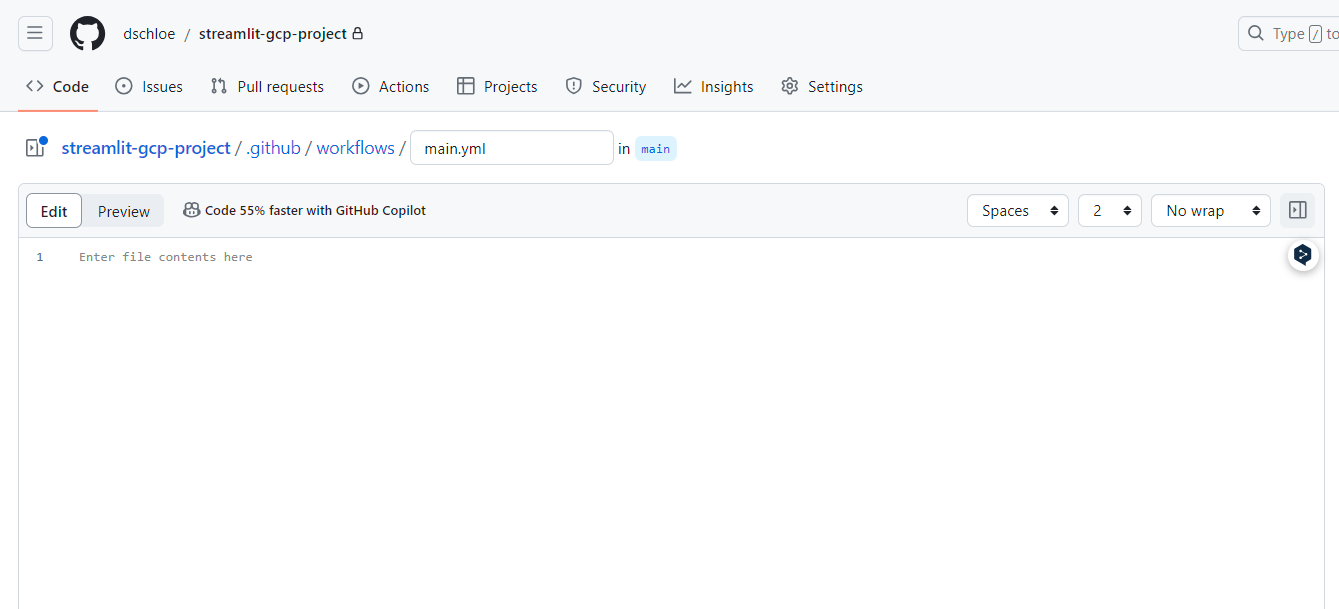 dschloe / streamlit-gcp-project
Type / to
Code Issues Pull requests Actions Projects Security Insights Settings
streamlit-gcp-project / .github / workflows / main.yml in main
Edit Preview Code 55% faster with GitHub Copilot Spaces 2 No wrap
1 Enter file contents here